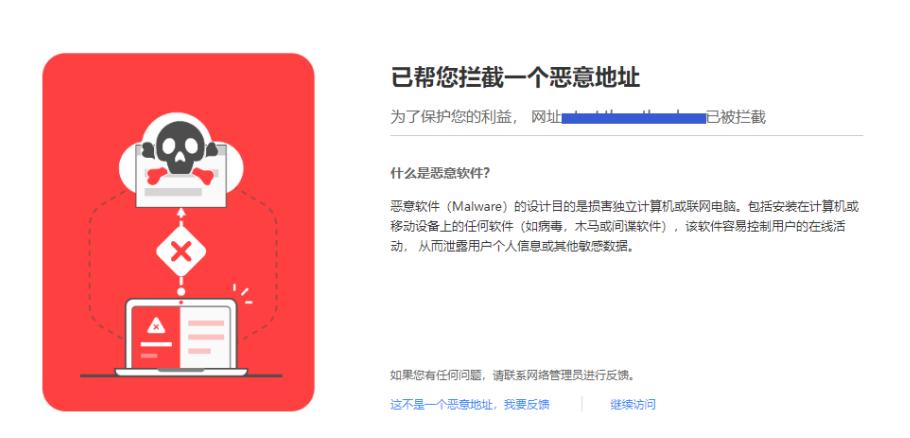 已帮您拦截一个恶意地址
为了保护您的利益， 网址已被拦截
什么是恶意软件？
恶意软件（Malware）的设计目的是损害独立计算机或联网电脑。包括安装在计算机或
移动设备上的任何软件（如病毒，木马或间谍软件），该软件容易控制用户的在线活
动， 从而泄露用户个人信息或其他敏感数据。
如果您有任何问题，请联系网络管理员进行反馈。
这不是一个恶意地址，我要反馈
继续访问